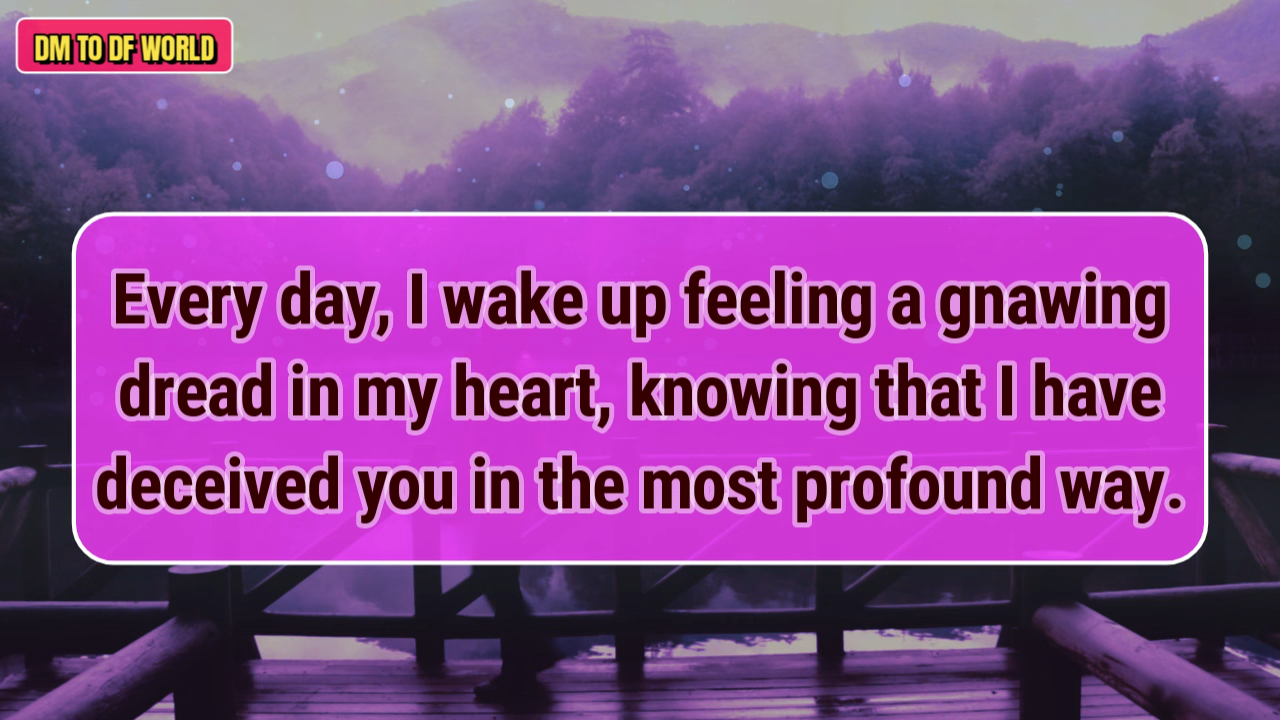 DM TO DF WORLD
Every day, I wake up feeling a gnawing
dread in my heart, knowing that I have
deceived you in the most profound way.